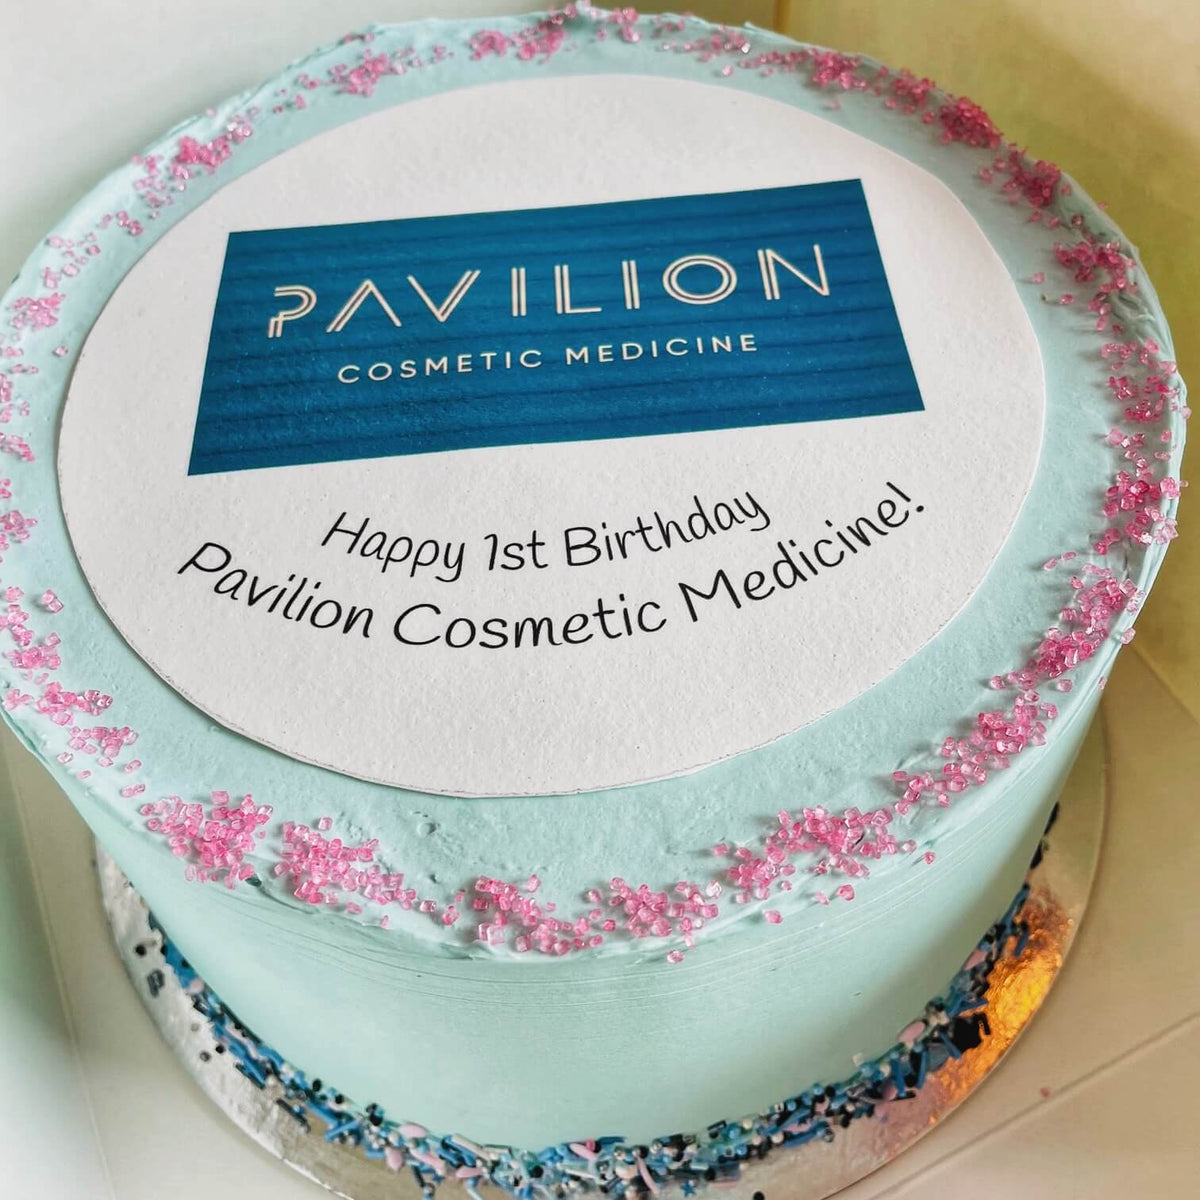 PAVILION
COSMETIC MEDICINE
Happy 1st Birthday
Pavilion Cosmetic Medicine!